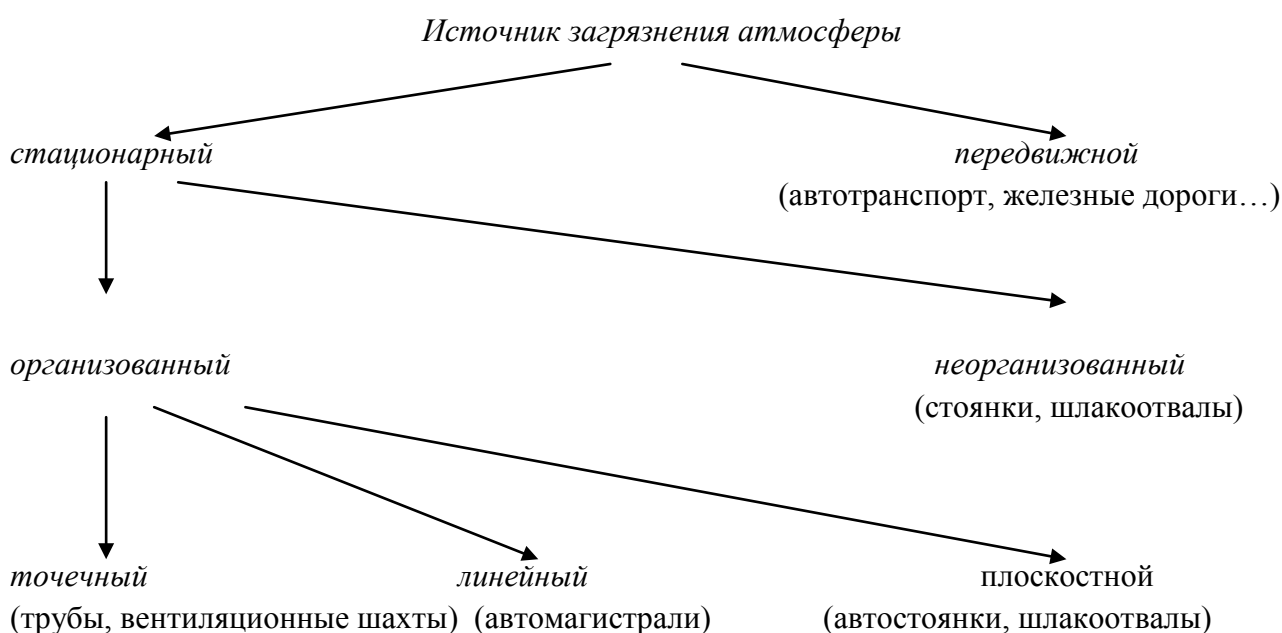 Источник загрязнения атмосферы
стационарный передвижной
(автотранспорт, железные дороги…)
организованный неорганизованный
(стоянки, шлакоотвалы)
точечный линейный плоскостной
(трубы, вентиляционные шахты) (автомагистрали) (автостоянки, шлакоотвалы)